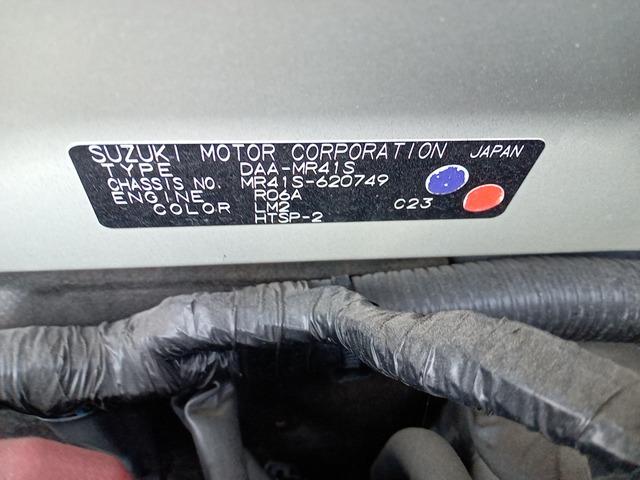 SUZUKI MOTOR CORPORATION JAPAN
TYPE DAA-MR41S
CHASSIS NO. MR41S-620749
ENGINE R06A
COLOR LM2 C23
HTSP-2